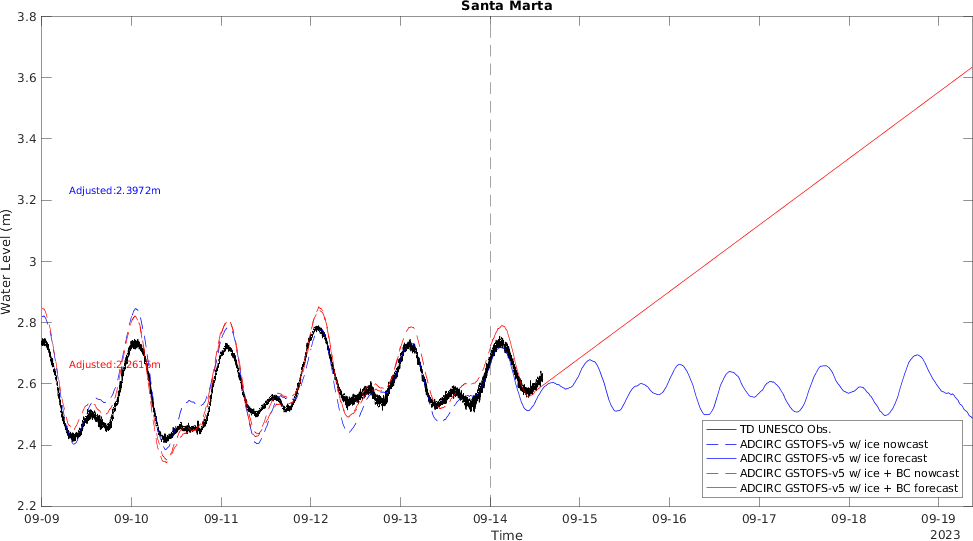 Santa Marta
3.8
3.6
3.4
3.2
3
2.8
2.6
2.4
2.2
Water Level (m)
Adjusted:2.3972m
TD UNESCO Obs.
ADCIRC GSTOFS-v5 w/ ice nowcast
ADCIRC GSTOFS-v5 w/ ice forecast
ADCIRC GSTOFS-v5 w/ ice + BC nowcast
ADCIRC GSTOFS-v5 w/ ice + BC forecast
09-09 09-10 09-11 09-12 09-13 09-14 09-15 09-16 09-17 09-18 09-19
Time
2023